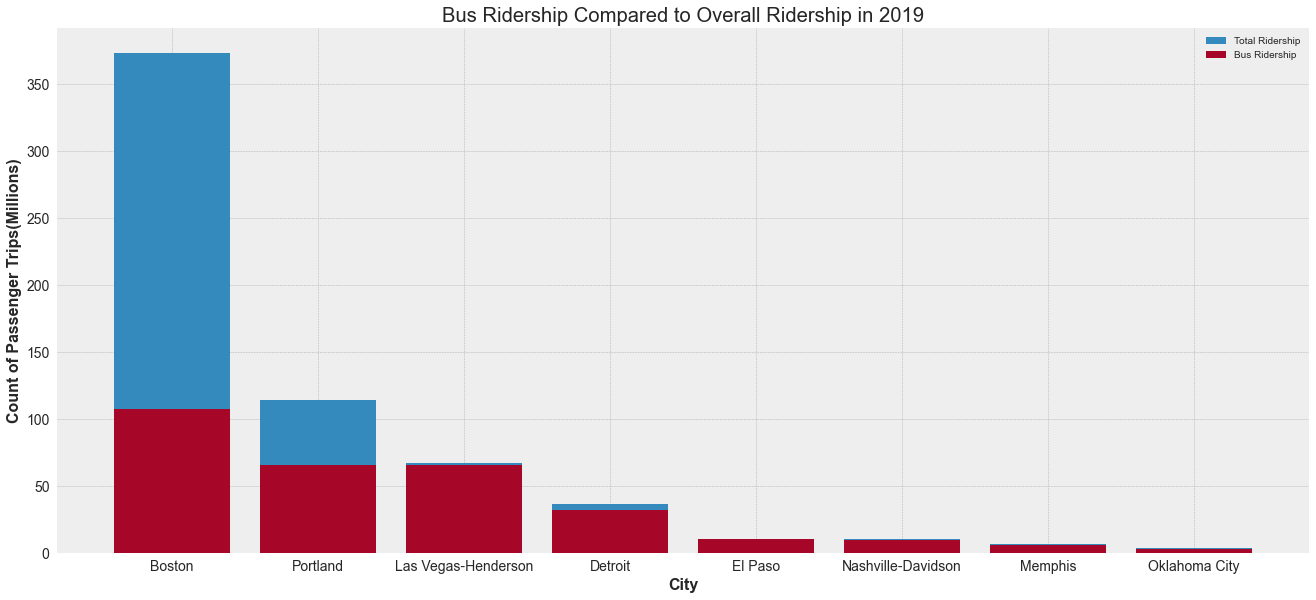 Bus Ridership Compared to Overall Ridership in 2019
Total Ridership
Bus Ridership
Count of Passenger Trips(Millions)
350
300
250
200
150
100
50
0
Boston
Portland
Las Vegas-Henderson
Detroit
El Paso
Nashville-Davidson
Memphis
Oklahoma City
City